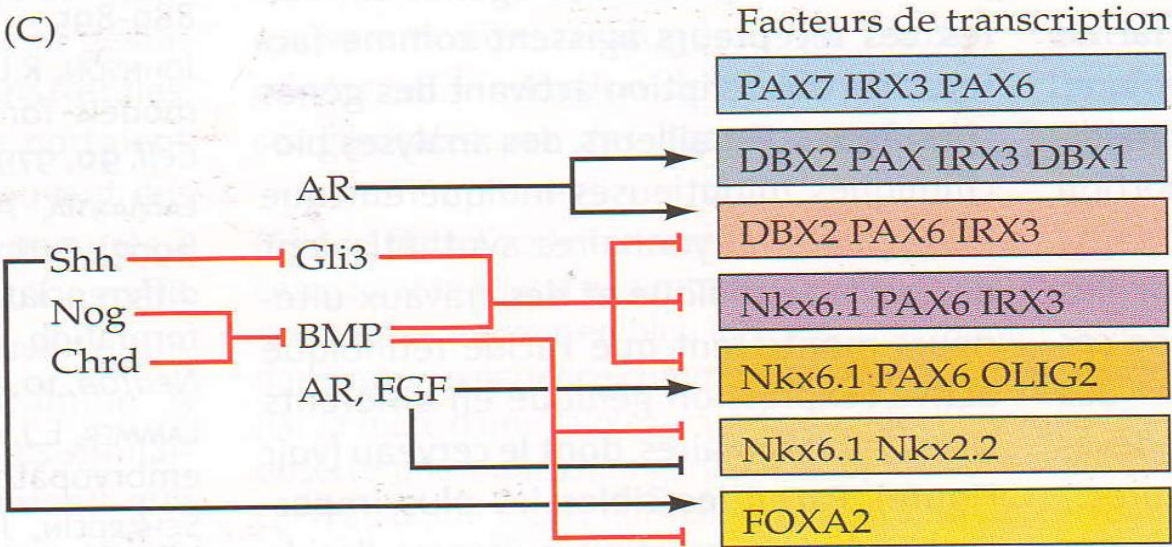 (C)
Facteurs de transcription
PAX7 IRX3 PAX6
DBX2 PAX IRX3 DBX1
AR
DBX2 PAX6 IRX3
Shh
Gli3
Nkx6.1 PAX6 IRX3
Nog
BMP
Chrd
Nkx6.1 PAX6 OLIG2
AR, FGF
Nkx6.1 Nkx2.2
FOXA2